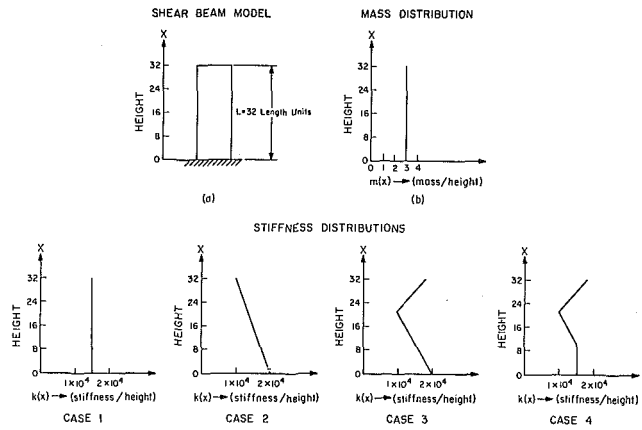 SHEAR BEAM MODEL
X
HEIGHT
32
24
16
8
0
L=32 Length Units
(a)
MASS DISTRIBUTION
X
HEIGHT
32
24
16
8
0
0 1 2 3 4
m(x) → (mass/height)
(b)
STIFFNESS DISTRIBUTIONS
X
HEIGHT
32
24
16
8
0
1×10⁴ 2×10⁴
k(x) → (stiffness/height)
CASE 1
X
HEIGHT
32
24
16
8
0
1×10⁴ 2×10⁴
k(x) → (stiffness/height)
CASE 2
X
HEIGHT
32
24
16
8
0
1×10⁴ 2×10⁴
k(x) → (stiffness/height)
CASE 3
X
HEIGHT
32
24
16
8
0
1×10⁴ 2×10⁴
k(x) → (stiffness/height)
CASE 4